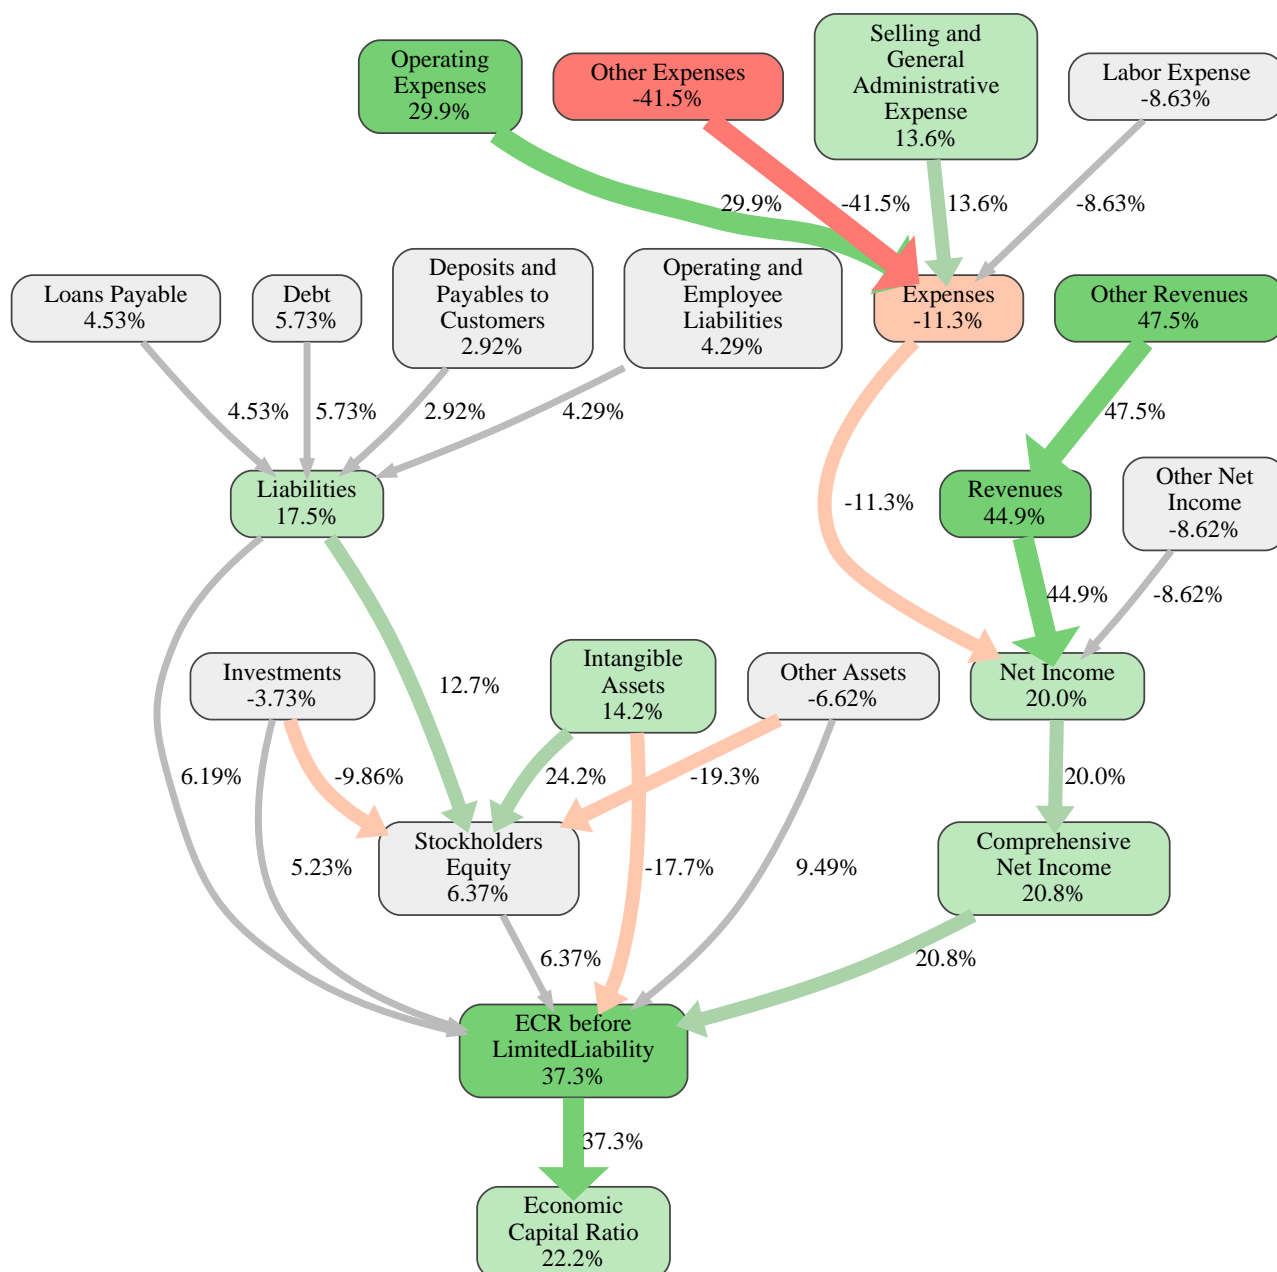 Operating
Expenses
29.9%
Other Expenses
-41.5%
Selling and
General
Administrative
Expense
13.6%
Labor Expense
-8.63%
29.9%
-41.5%
13.6%
-8.63%
Loans Payable
4.53%
Debt
5.73%
Deposits and
Payables to
Customers
2.92%
Operating and
Employee
Liabilities
4.29%
Expenses
-11.3%
Other Revenues
47.5%
4.53%
5.73%
2.92%
4.29%
47.5%
Liabilities
17.5%
-11.3%
Revenues
44.9%
Other Net
Income
-8.62%
44.9%
-8.62%
Investments
-3.73%
12.7%
Intangible
Assets
14.2%
Other Assets
-6.62%
Net Income
20.0%
6.19%
-9.86%
24.2%
-19.3%
20.0%
5.23%
Stockholders
Equity
6.37%
-17.7%
9.49%
Comprehensive
Net Income
20.8%
6.37%
20.8%
ECR before
LimitedLiability
37.3%
37.3%
Economic
Capital Ratio
22.2%